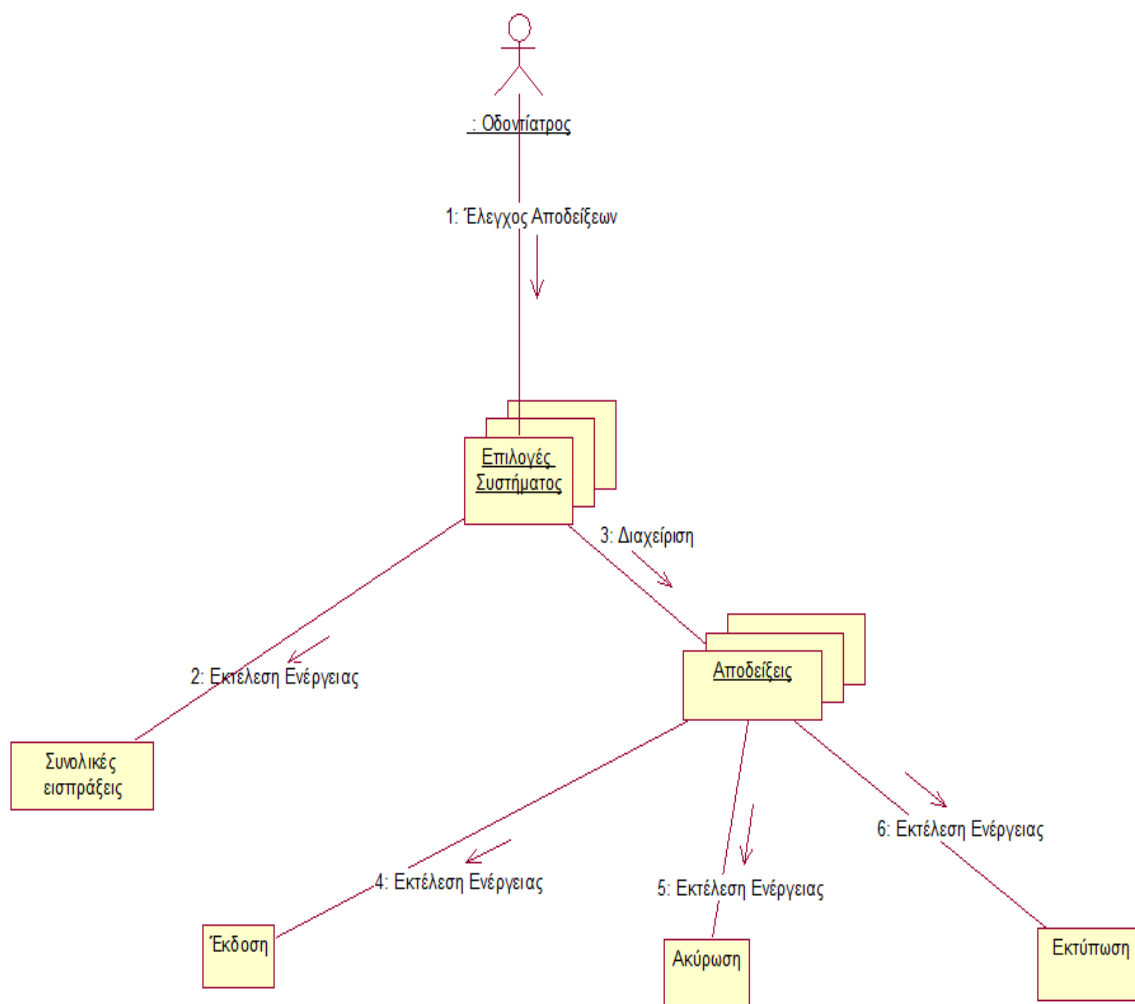 : Οδοντίατρος
1: Έλεγχος Αποδείξεων
Επιλογές
Συστήματος
3: Διαχείριση
2: Εκτέλεση Ενέργειας
Αποδείξεις
Συνολικές
εισπράξεις
6: Εκτέλεση Ενέργειας
4: Εκτέλεση Ενέργειας
5: Εκτέλεση Ενέργειας
Έκδοση
Ακύρωση
Εκτύπωση